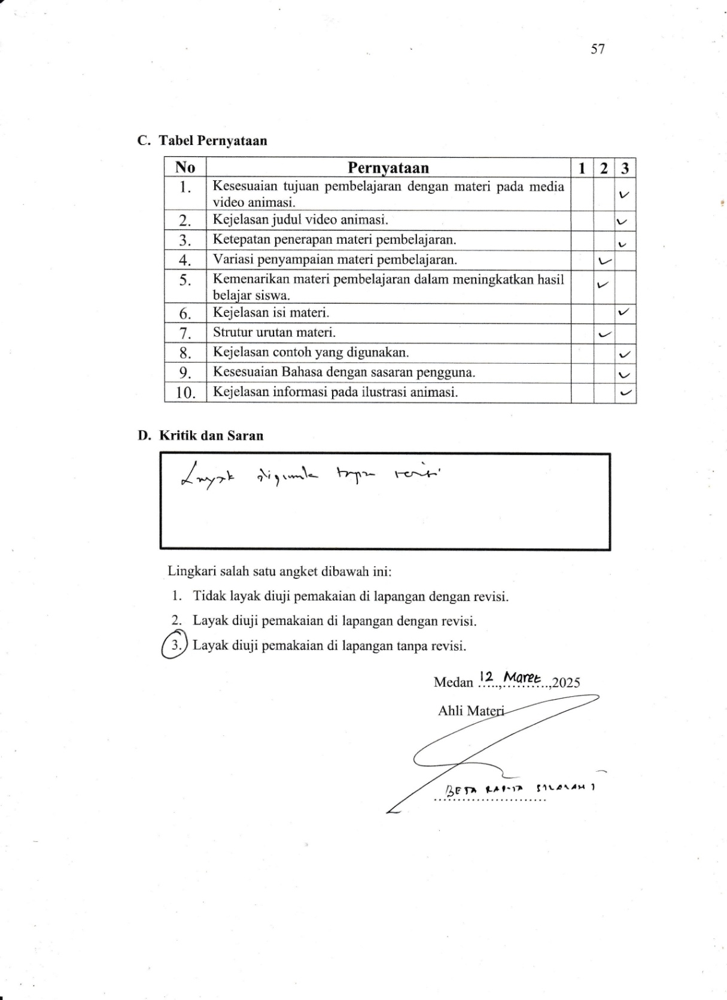 57
C. Tabel Pernyataan
No Pernyataan 1 2 3
1. Kesesuaian tujuan pembelajaran dengan materi pada media
video animasi. ✓
2. Kejelasan judul video animasi. ✓
3. Ketepatan penerapan materi pembelajaran. ✓
4. Variasi penyampaian materi pembelajaran. ✓
5. Kemenarikan materi pembelajaran dalam meningkatkan hasil
belajar siswa. ✓
6. Kejelasan isi materi. ✓
7. Strutur urutan materi. ✓
8. Kejelasan contoh yang digunakan. ✓
9. Kesesuaian Bahasa dengan sasaran pengguna. ✓
10. Kejelasan informasi pada ilustrasi animasi. ✓
D. Kritik dan Saran
Layak tanpa revisi
Lingkari salah satu angket dibawah ini:
1. Tidak layak diuji pemakaian di lapangan dengan revisi.
2. Layak diuji pemakaian di lapangan dengan revisi.
3. Layak diuji pemakaian di lapangan tanpa revisi.
Medan 12 Maret ,2025
Ahli Materi
BETA